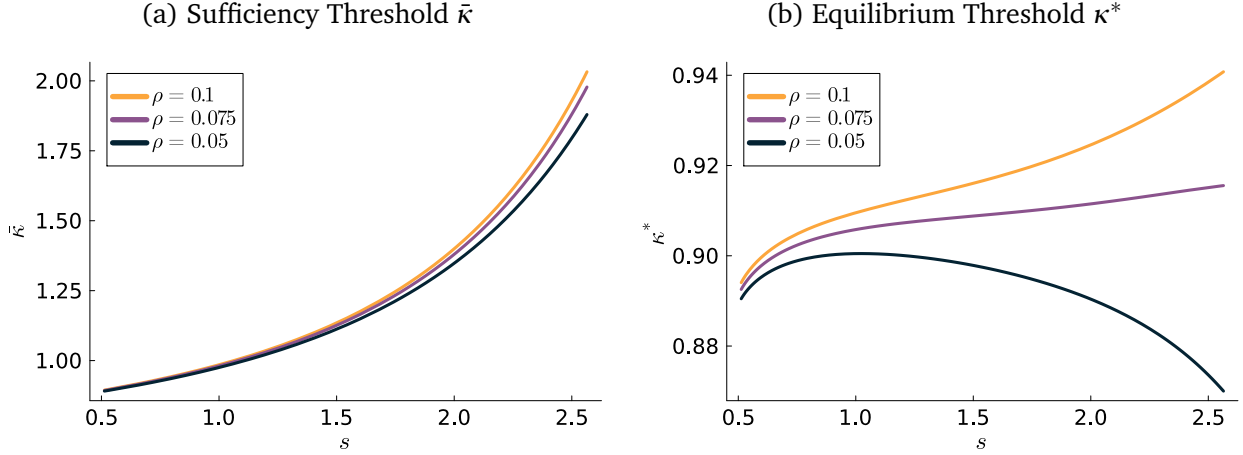 (a) Sufficiency Threshold κ̄
2.00
1.75
1.50
1.25
1.00
κ̄
ρ = 0.1
ρ = 0.075
ρ = 0.05
0.5 1.0 1.5 2.0 2.5
s
(b) Equilibrium Threshold κ*
0.94
0.92
0.90
0.88
κ*
ρ = 0.1
ρ = 0.075
ρ = 0.05
0.5 1.0 1.5 2.0 2.5
s